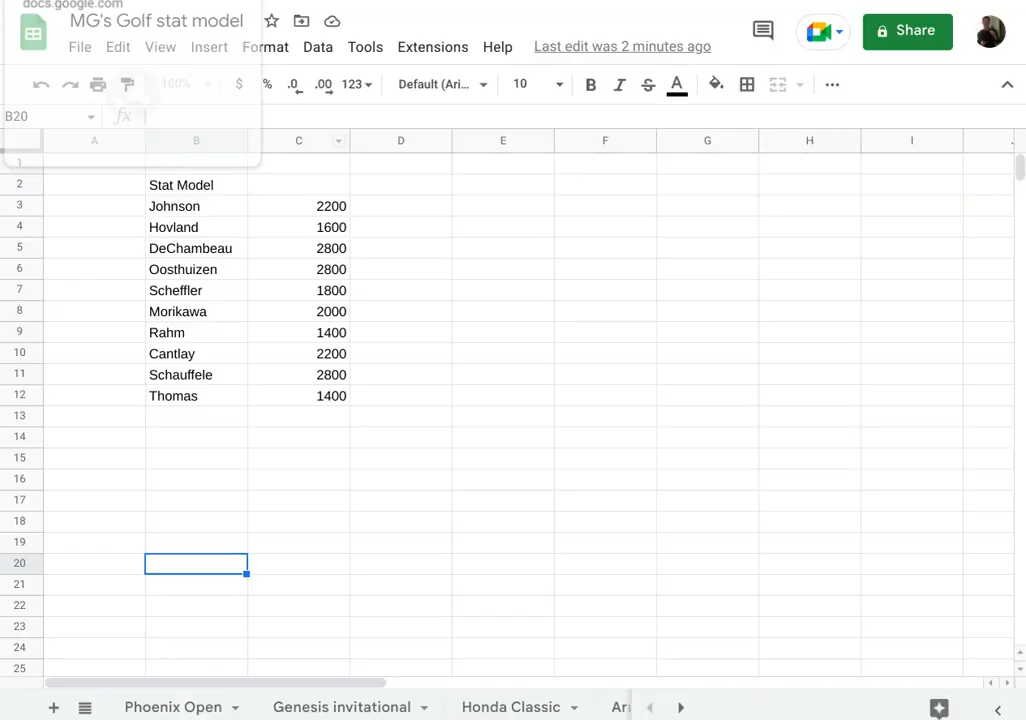 docs.google.com
MG's Golf stat model
File Edit View Insert Format Data Tools Extensions Help Last edit was 2 minutes ago
Share
100% $ % .0 .00 123 Default (Ari... 10 B I S A
B20 fx
A B C D E F G H I
1
2 Stat Model
3 Johnson 2200
4 Hovland 1600
5 DeChambeau 2800
6 Oosthuizen 2800
7 Scheffler 1800
8 Morikawa 2000
9 Rahm 1400
10 Cantlay 2200
11 Schauffele 2800
12 Thomas 1400
13
14
15
16
17
18
19
20
21
22
23
24
25
Phoenix Open Genesis invitational Honda Classic